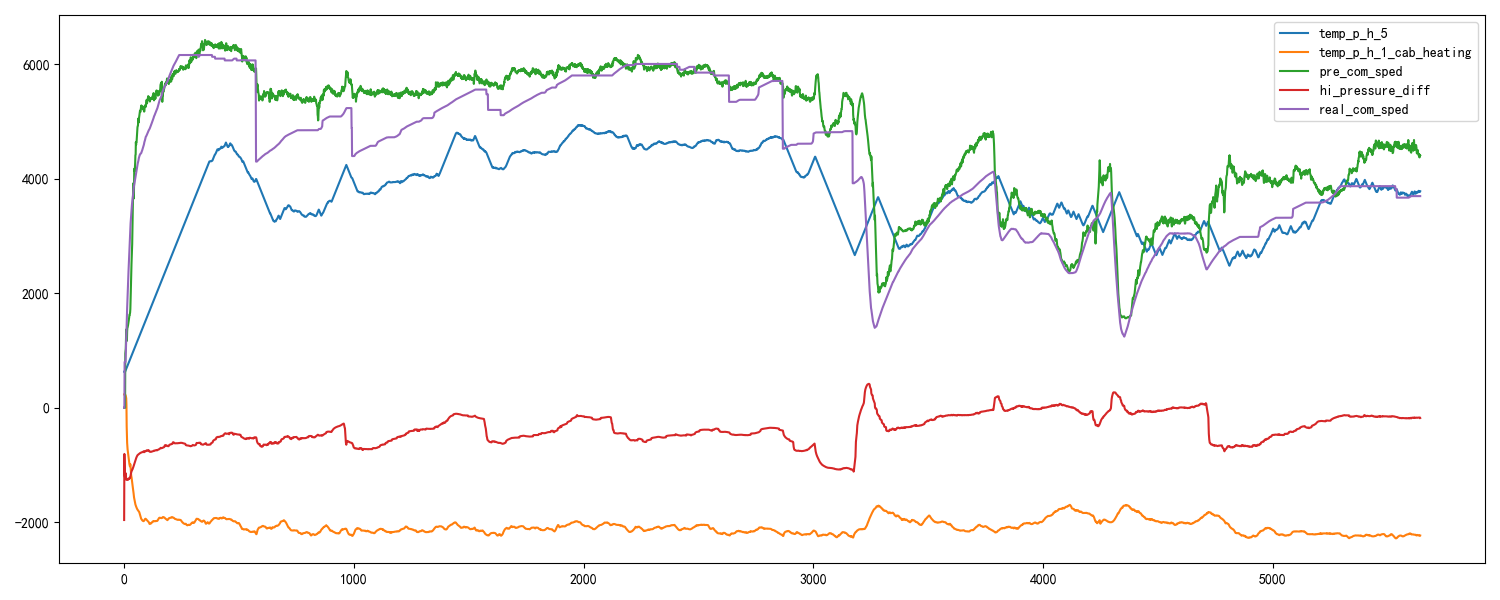 temp_p_h_5
temp_p_h_1_cab_heating
pre_com_sped
hi_pressure_diff
real_com_sped
6000
4000
2000
0
−2000
0 1000 2000 3000 4000 5000